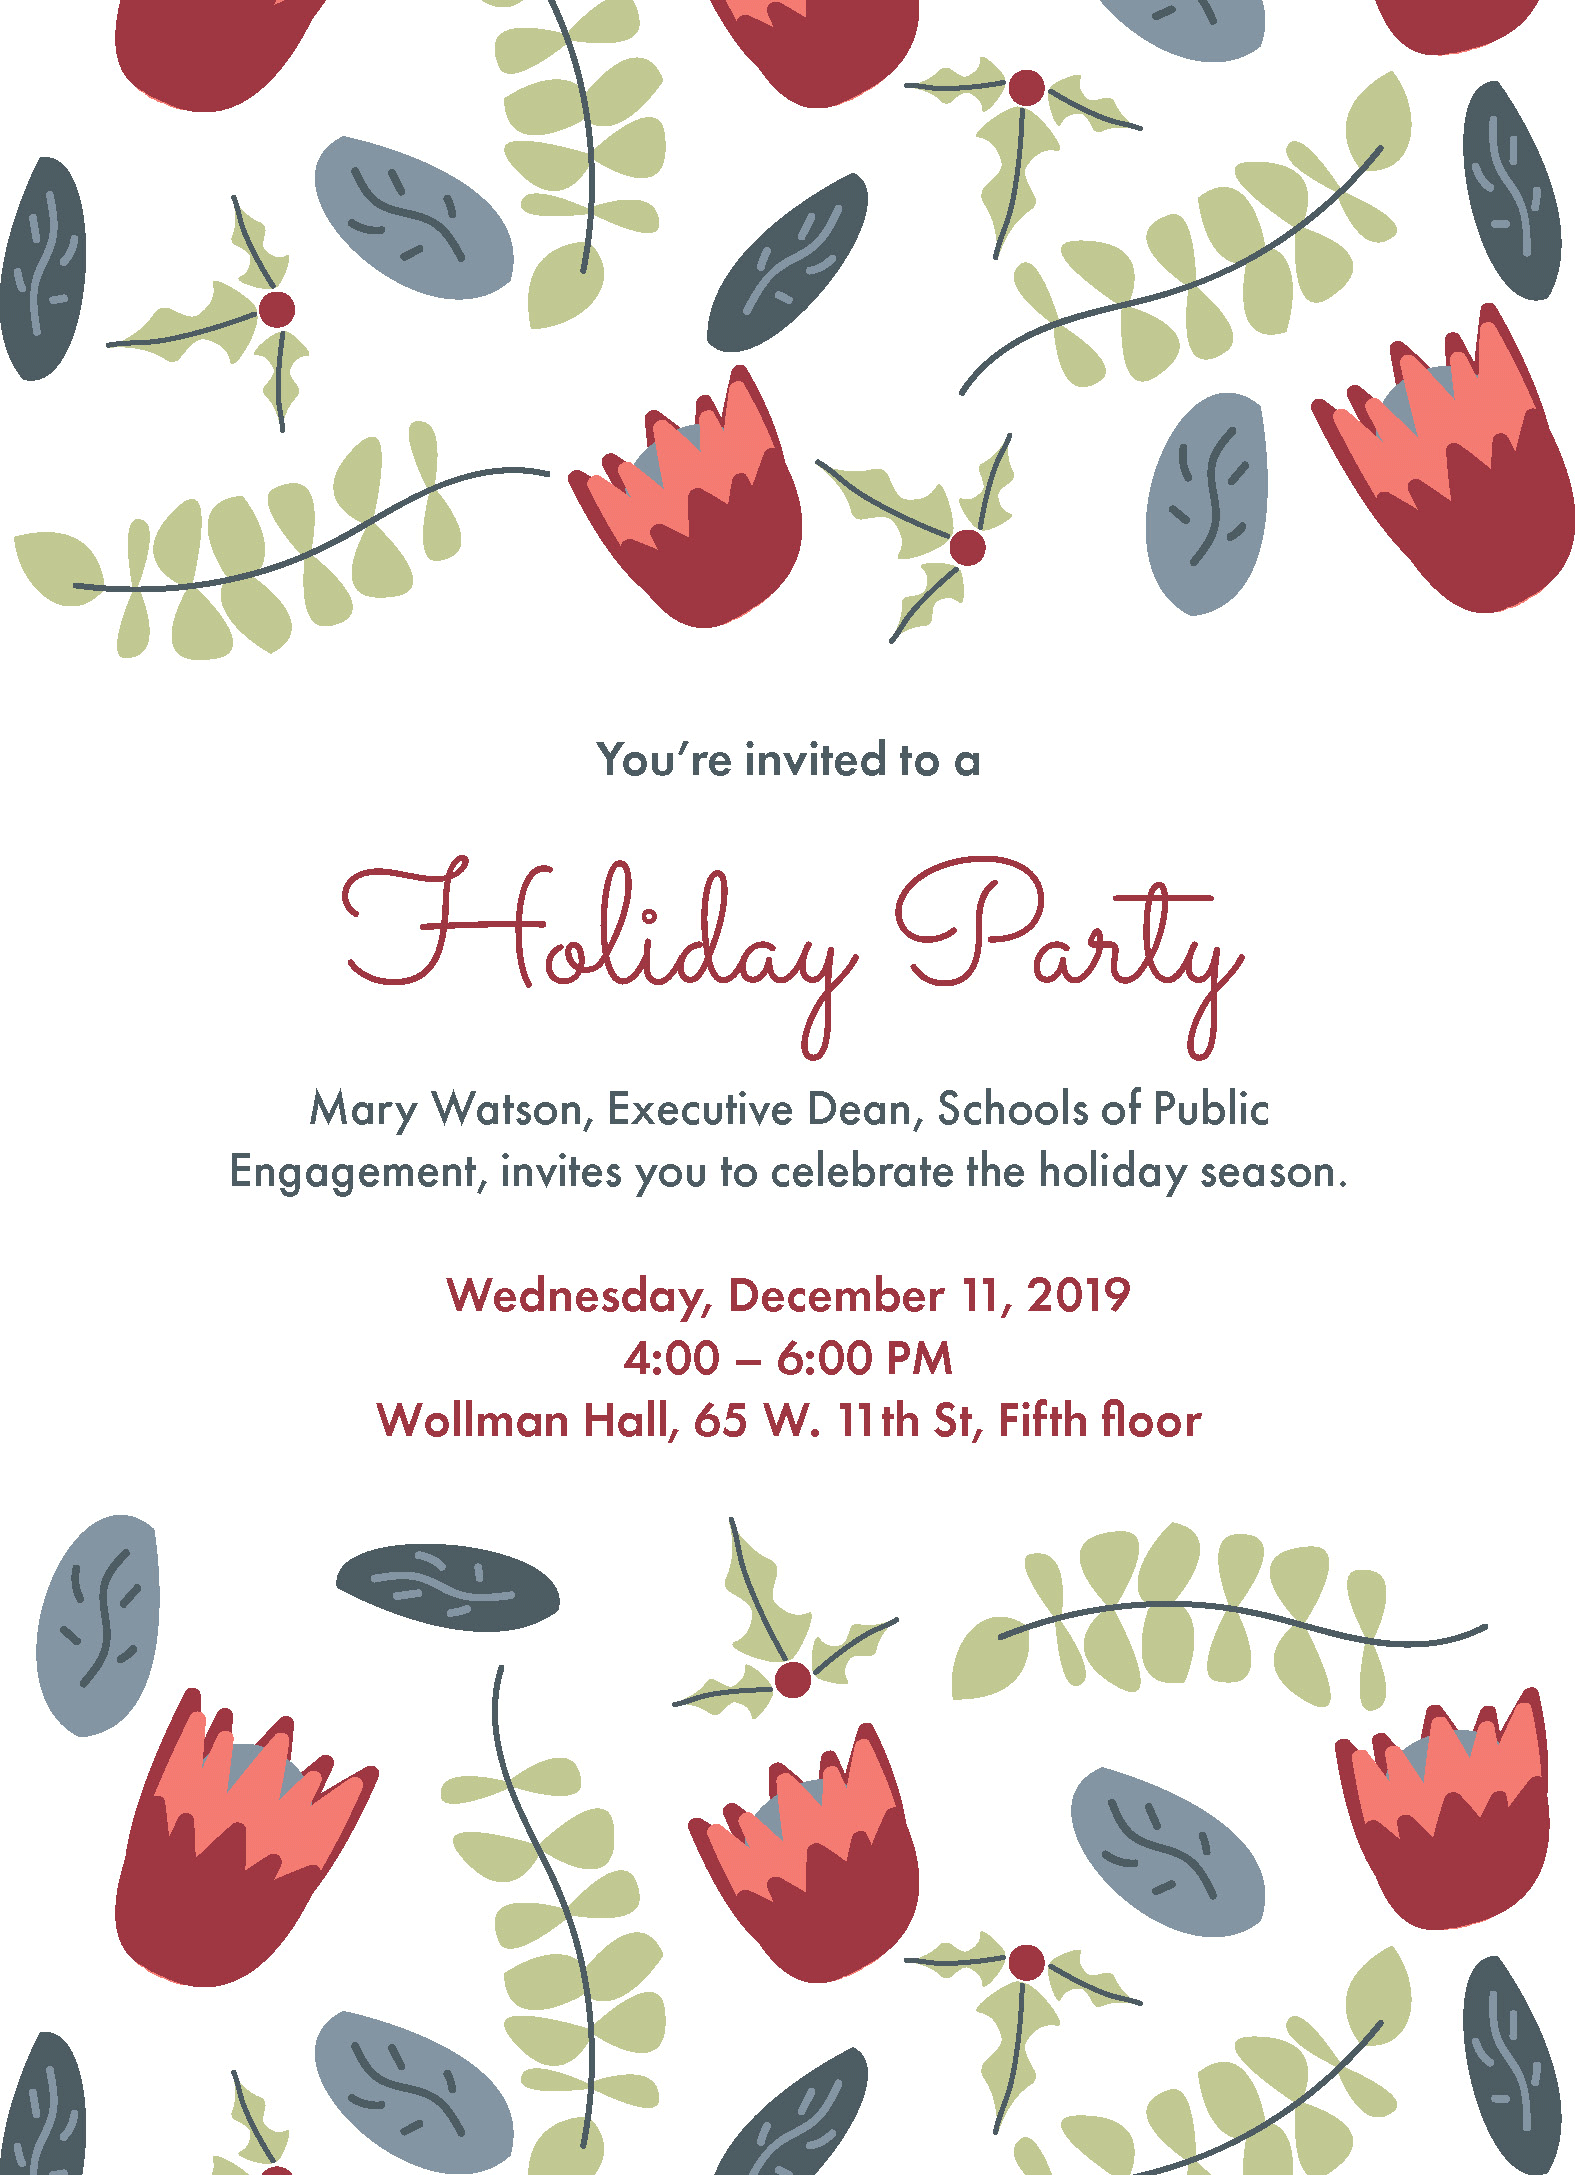 You’re invited to a
Holiday Party
Mary Watson, Executive Dean, Schools of Public
Engagement, invites you to celebrate the holiday season.
Wednesday, December 11, 2019
4:00 – 6:00 PM
Wollman Hall, 65 W. 11th St, Fifth floor